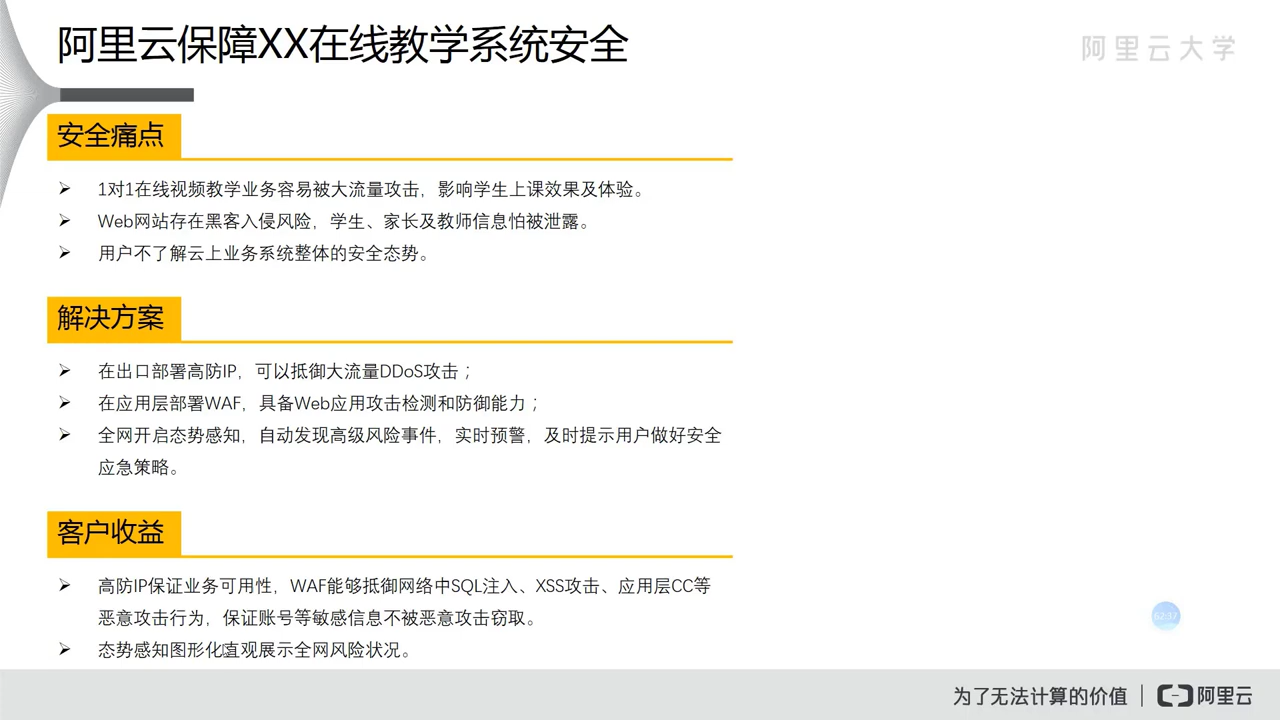 阿里云保障XX在线教学系统安全
阿里云大学
安全痛点
1对1在线视频教学业务容易被大流量攻击，影响学生上课效果及体验。
Web网站存在黑客入侵风险，学生、家长及教师信息怕被泄露。
用户不了解云上业务系统整体的安全态势。
解决方案
在出口部署高防IP，可以抵御大流量DDoS攻击；
在应用层部署WAF，具备Web应用攻击检测和防御能力；
全网开启态势感知，自动发现高级风险事件，实时预警，及时提示用户做好安全
应急策略。
客户收益
高防IP保证业务可用性，WAF能够抵御网络中SQL注入、XSS攻击、应用层CC等
恶意攻击行为，保证账号等敏感信息不被恶意攻击窃取。
态势感知图形化直观展示全网风险状况。
62:37
为了无法计算的价值 | 阿里云